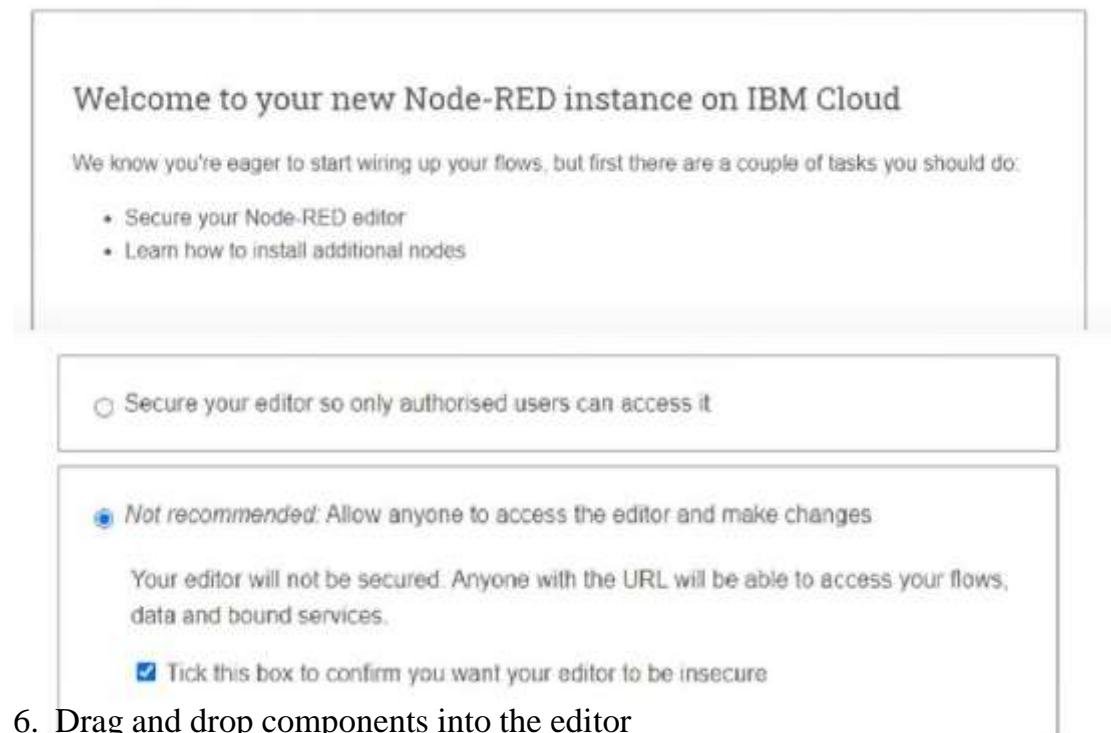 Welcome to your new Node-RED instance on IBM Cloud
We know you're eager to start wiring up your flows, but first there are a couple of tasks you should do:
• Secure your Node-RED editor
• Learn how to install additional nodes
Secure your editor so only authorised users can access it
Not recommended: Allow anyone to access the editor and make changes
Your editor will not be secured. Anyone with the URL will be able to access your flows,
data and bound services.
Tick this box to confirm you want your editor to be insecure
6. Drag and drop components into the editor